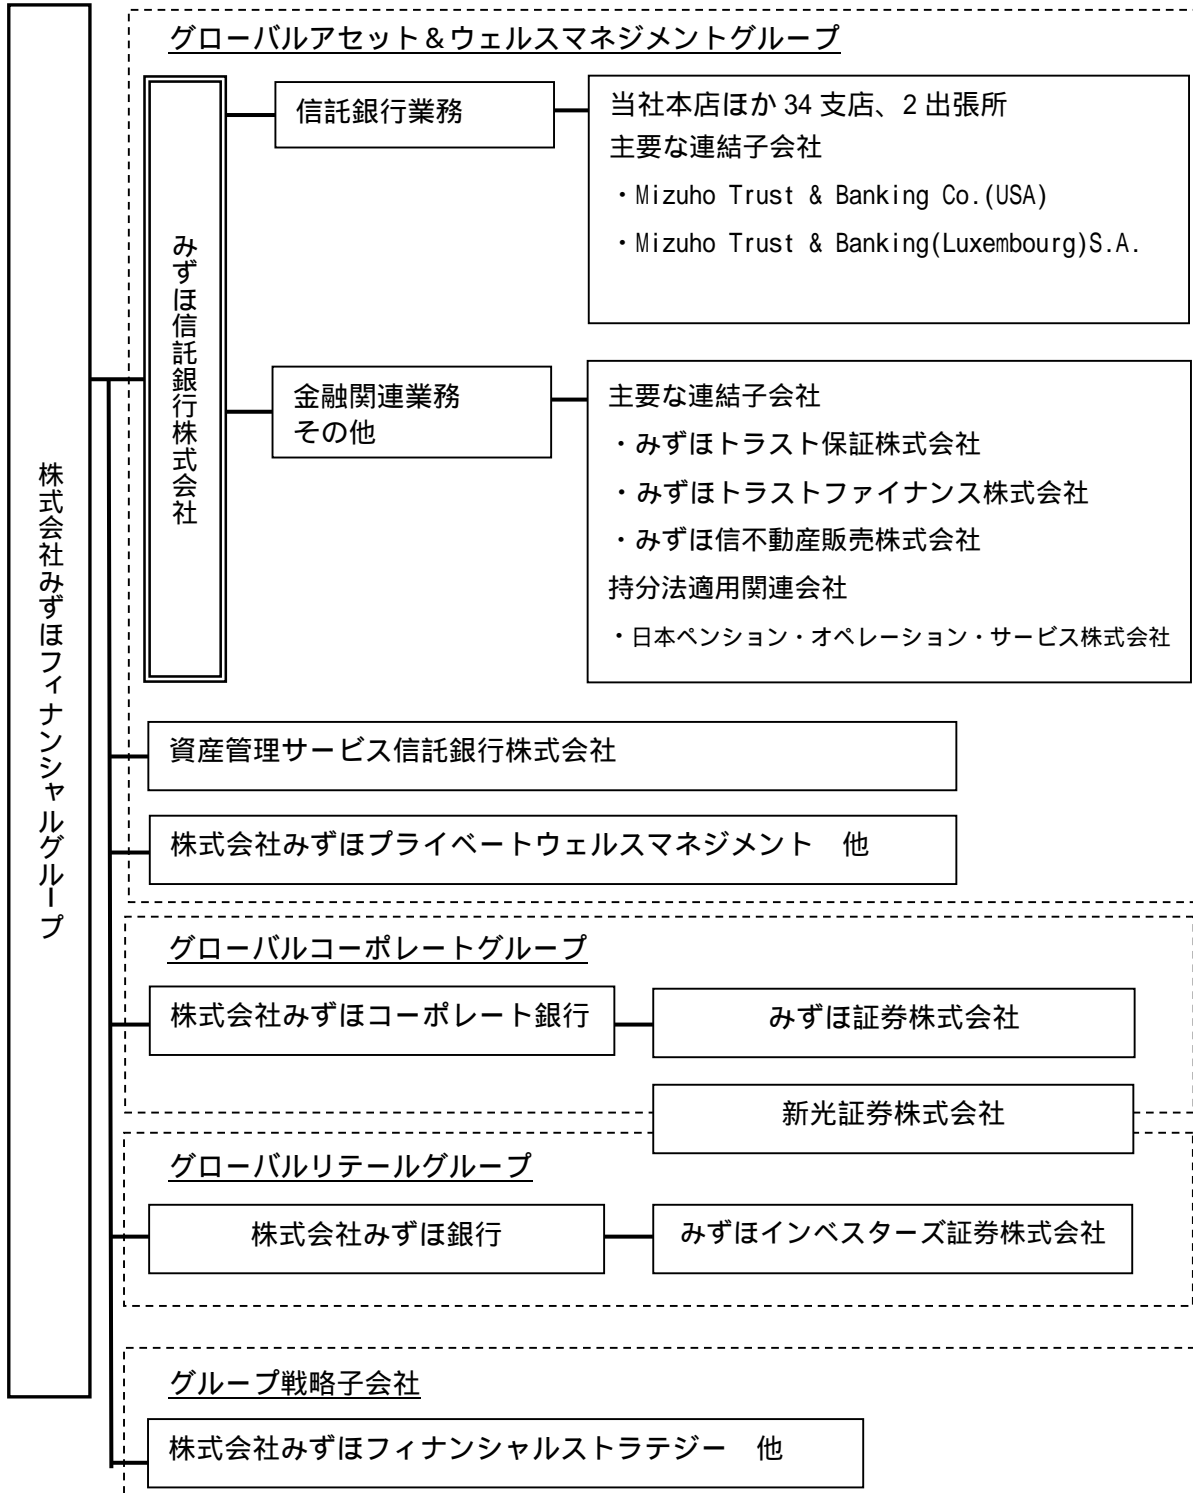 株式会社みずほフィナンシャルグループ
グローバルアセット＆ウェルスマネジメントグループ
みずほ信託銀行株式会社
信託銀行業務
当社本店ほか 34 支店、2 出張所
主要な連結子会社
・Mizuho Trust & Banking Co.(USA)
・Mizuho Trust & Banking(Luxembourg)S.A.
金融関連業務
その他
主要な連結子会社
・みずほトラスト保証株式会社
・みずほトラストファイナンス株式会社
・みずほ信不動産販売株式会社
持分法適用関連会社
・日本ペンション・オペレーション・サービス株式会社
資産管理サービス信託銀行株式会社
株式会社みずほプライベートウェルスマネジメント　他
グローバルコーポレートグループ
株式会社みずほコーポレート銀行
みずほ証券株式会社
新光証券株式会社
グローバルリテールグループ
株式会社みずほ銀行
みずほインベスターズ証券株式会社
グループ戦略子会社
株式会社みずほフィナンシャルストラテジー　他